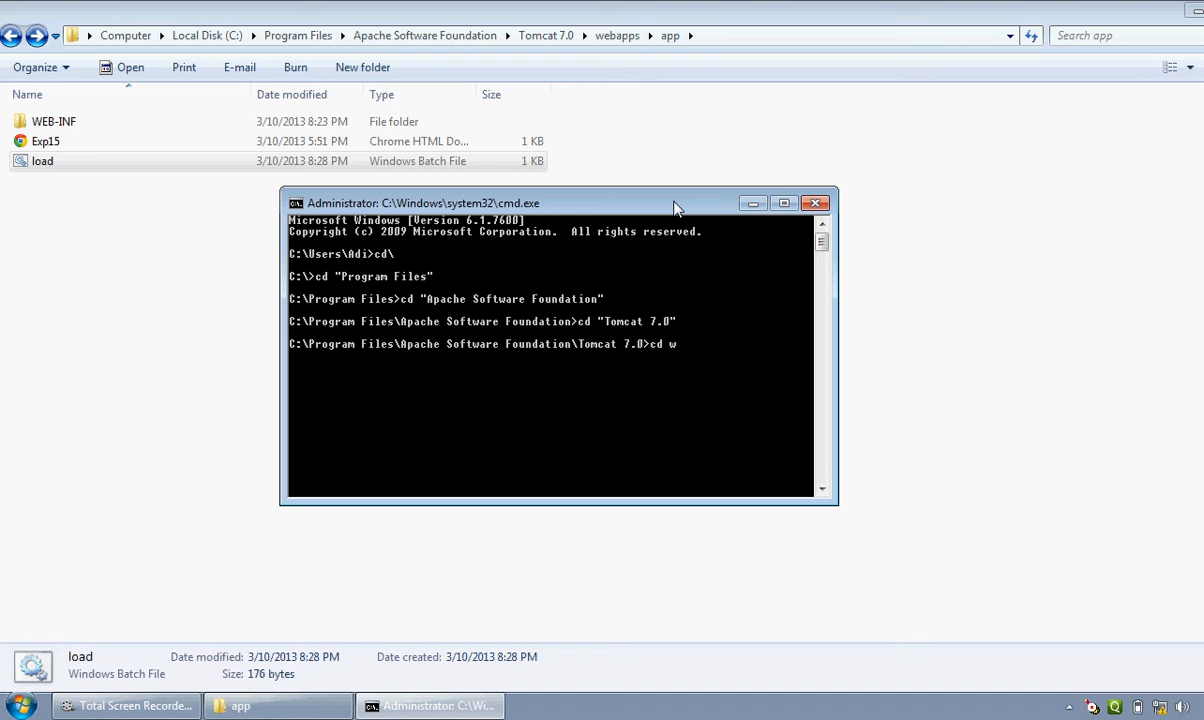 Computer Local Disk (C:) Program Files Apache Software Foundation Tomcat 7.0 webapps app Search app
Organize Open Print E-mail Burn New folder
Name Date modified Type Size
WEB-INF 3/10/2013 8:23 PM File folder
Exp15 3/10/2013 5:51 PM Chrome HTML Do... 1 KB
load 3/10/2013 8:28 PM Windows Batch File 1 KB
Administrator: C:\Windows\system32\cmd.exe
Microsoft Windows [Version 6.1.7600]
Copyright (c) 2009 Microsoft Corporation. All rights reserved.
C:\Users\Adi>cd\
C:\>cd "Program Files"
C:\Program Files>cd "Apache Software Foundation"
C:\Program Files\Apache Software Foundation>cd "Tomcat 7.0"
C:\Program Files\Apache Software Foundation\Tomcat 7.0>cd w
load Date modified: 3/10/2013 8:28 PM Date created: 3/10/2013 8:28 PM
Windows Batch File Size: 176 bytes
Total Screen Recorde... app Administrator: C:\Wi...